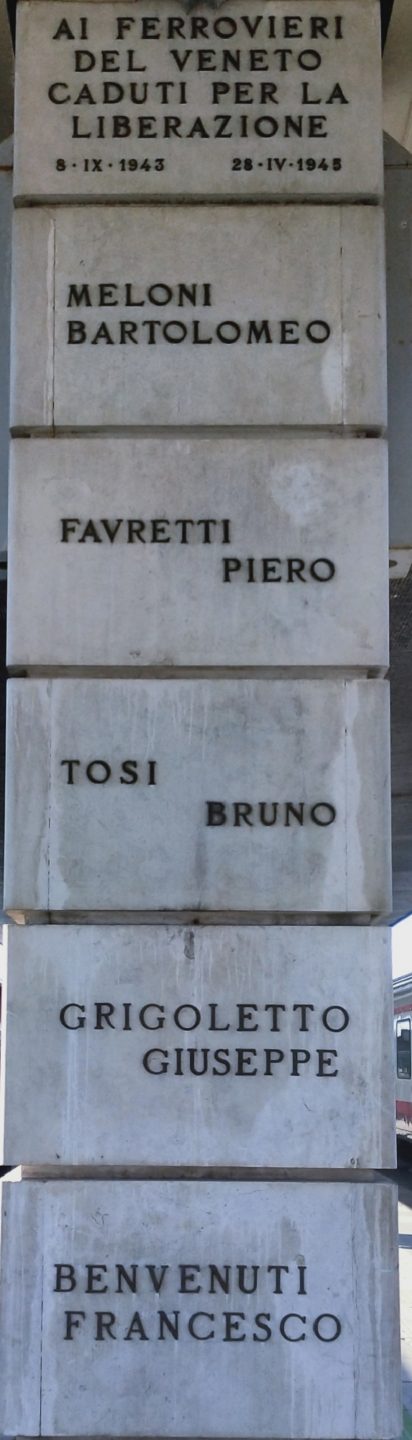 AI FERROVIERI
DEL VENETO
CADUTI PER LA
LIBERAZIONE
8·IX·1943 28·IV·1945
MELONI
BARTOLOMEO
FAVRETTI
PIERO
TOSI
BRUNO
GRIGOLETTO
GIUSEPPE
BENVENUTI
FRANCESCO